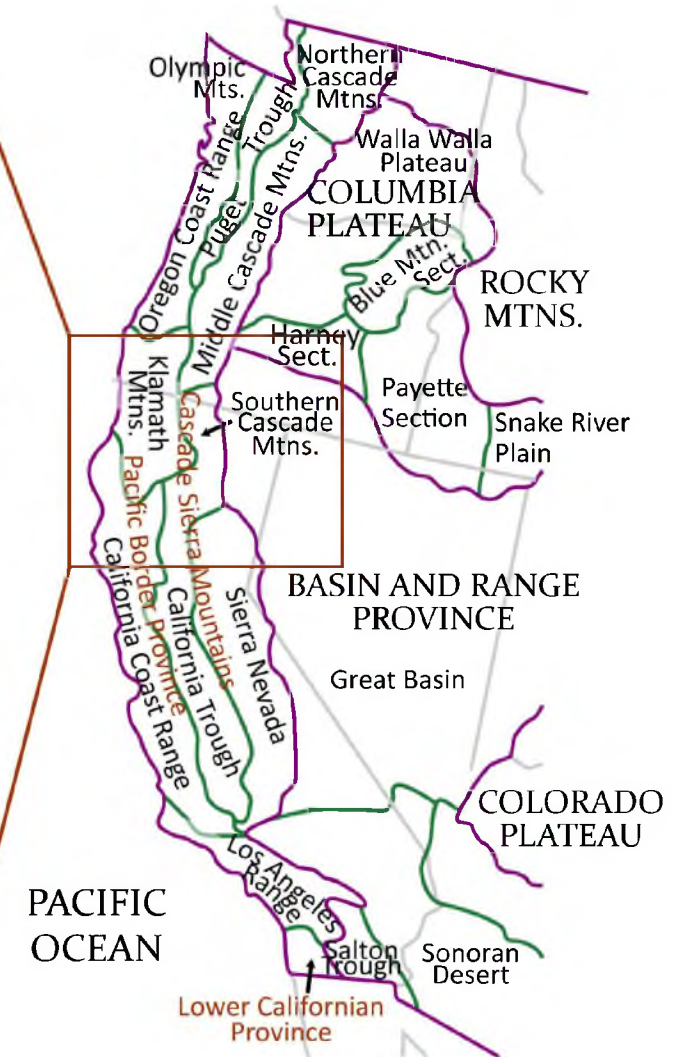 Olympic
Mts.
Northern
Cascade
Mtns.
Oregon Coast Range
Puget
Trough
Middle Cascade Mtns.
Walla Walla
Plateau
COLUMBIA
PLATEAU
Blue Mtn.
Sect.
ROCKY
MTNS.
Harney
Sect.
Klamath
Mtns.
Southern
Cascade
Mtns.
Payette
Section
Snake River
Plain
Cascade Sierra Mountains
Pacific Border Province
California Coast Range
California Trough
Sierra Nevada
BASIN AND RANGE
PROVINCE
Great Basin
COLORADO
PLATEAU
Los Angeles
Range
PACIFIC
OCEAN
Salton
Trough
Sonoran
Desert
Lower Californian
Province